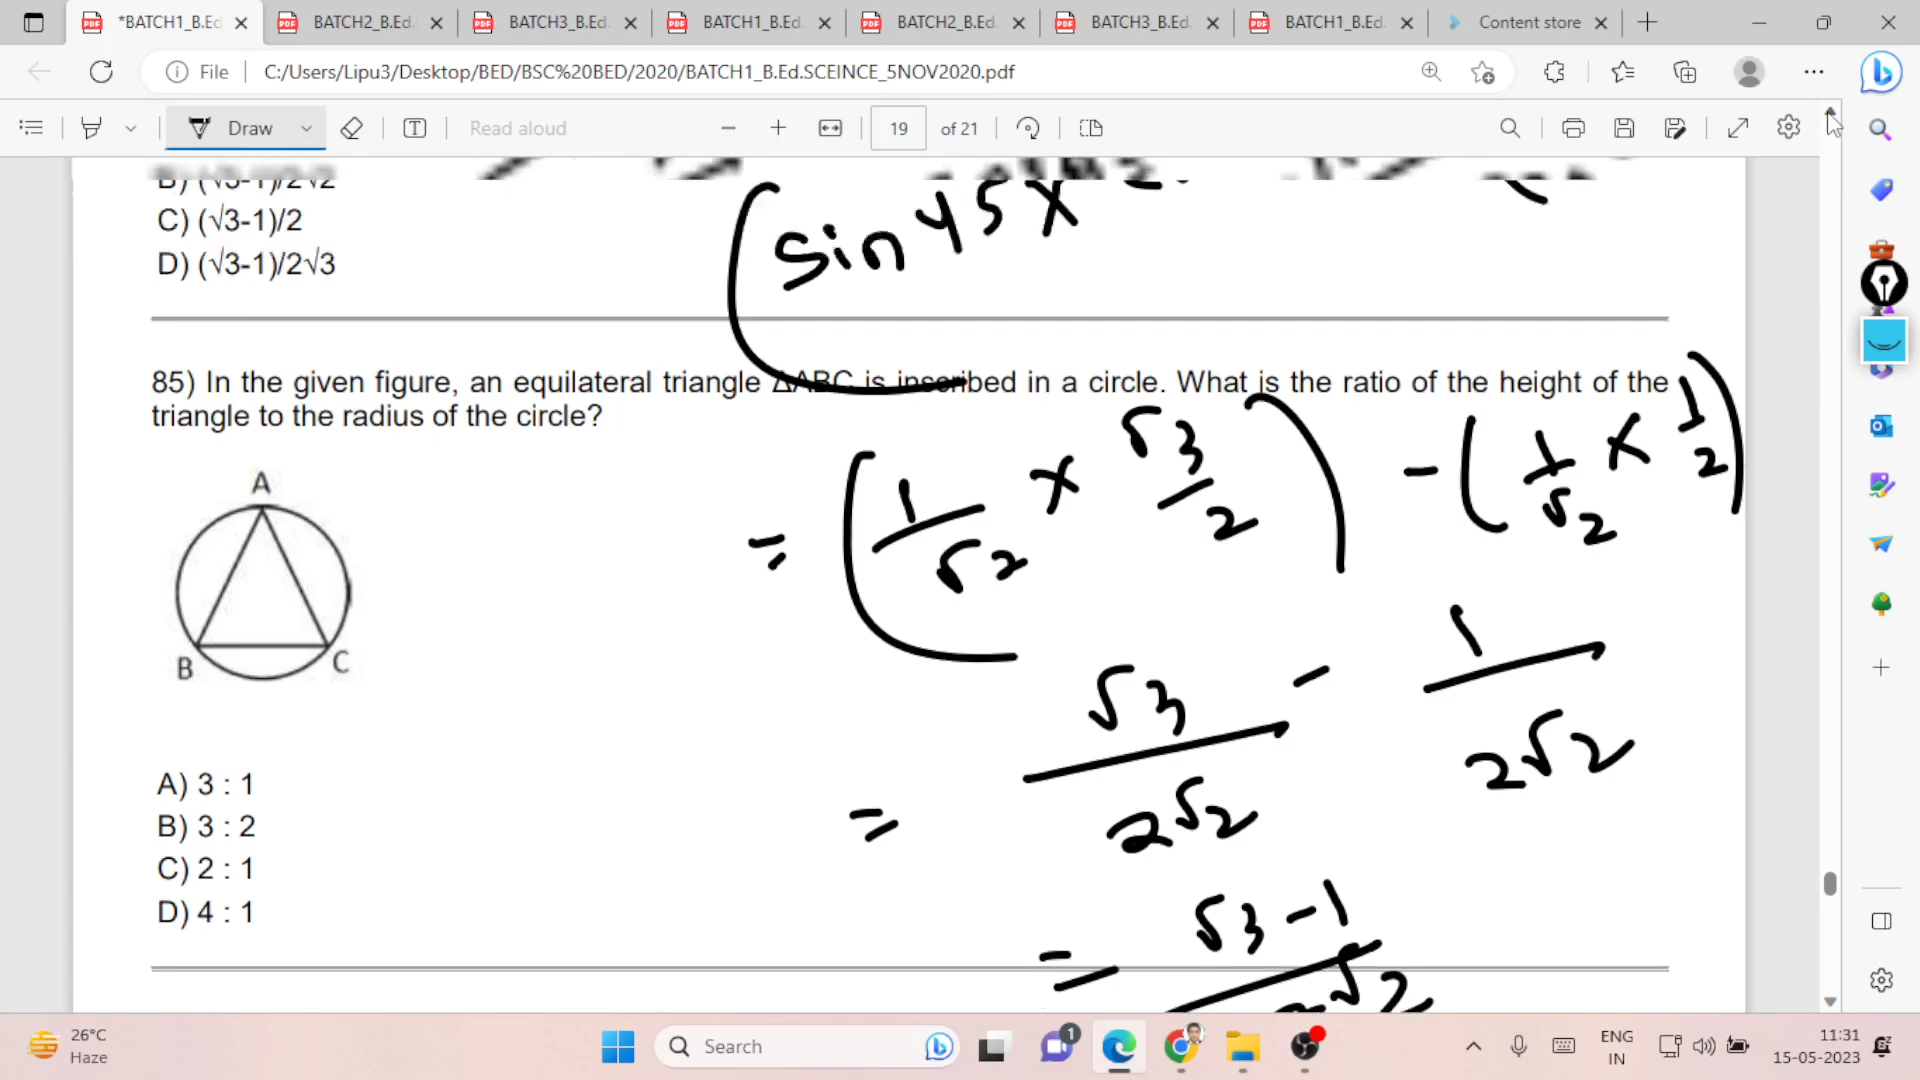 *BATCH1_B.Ed
BATCH2_B.Ed.
BATCH3_B.Ed.
BATCH1_B.Ed.
BATCH2_B.Ed.
BATCH3_B.Ed.
BATCH1_B.Ed.
Content store
File
C:/Users/Lipu3/Desktop/BED/BSC%20BED/2020/BATCH1_B.Ed.SCEINCE_5NOV2020.pdf
Draw
Read aloud
19 of 21
B) (√3-1)/2√2
C) (√3-1)/2
D) (√3-1)/2√3
(sin 45 x
85) In the given figure, an equilateral triangle ΔABC is inscribed in a circle. What is the ratio of the height of the
triangle to the radius of the circle?
= (1/√2 x √3/2) - (1/√2 x 1/2)
A
B
C
= √3/2√2 - 1/2√2
A) 3 : 1
B) 3 : 2
C) 2 : 1
D) 4 : 1
= √3-1/2√2
26°C
Haze
Search
1
ENG
IN
11:31
15-05-2023